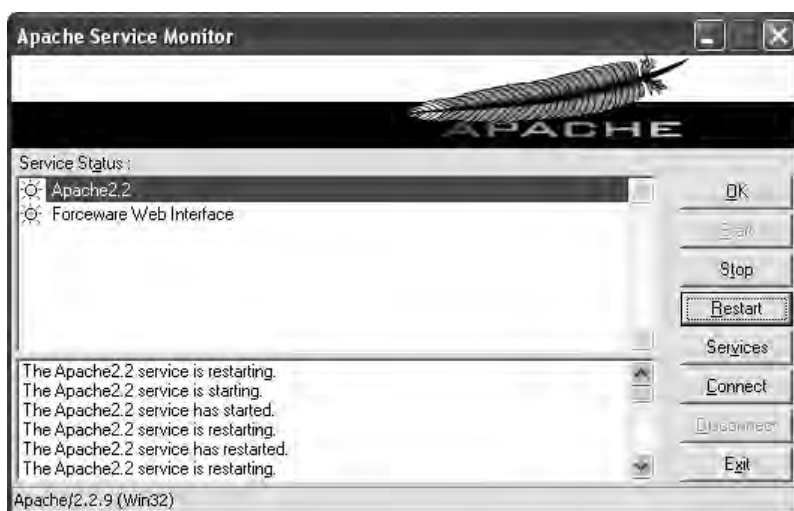 Apache Service Monitor
APACHE
Service Status :
Apache2.2
Forceware Web Interface
OK
Start
Stop
Restart
Services
Connect
Disconnect
Exit
The Apache2.2 service is restarting.
The Apache2.2 service is starting.
The Apache2.2 service has started.
The Apache2.2 service is restarting.
The Apache2.2 service has restarted.
The Apache2.2 service is restarting.
Apache/2.2.9 (Win32)